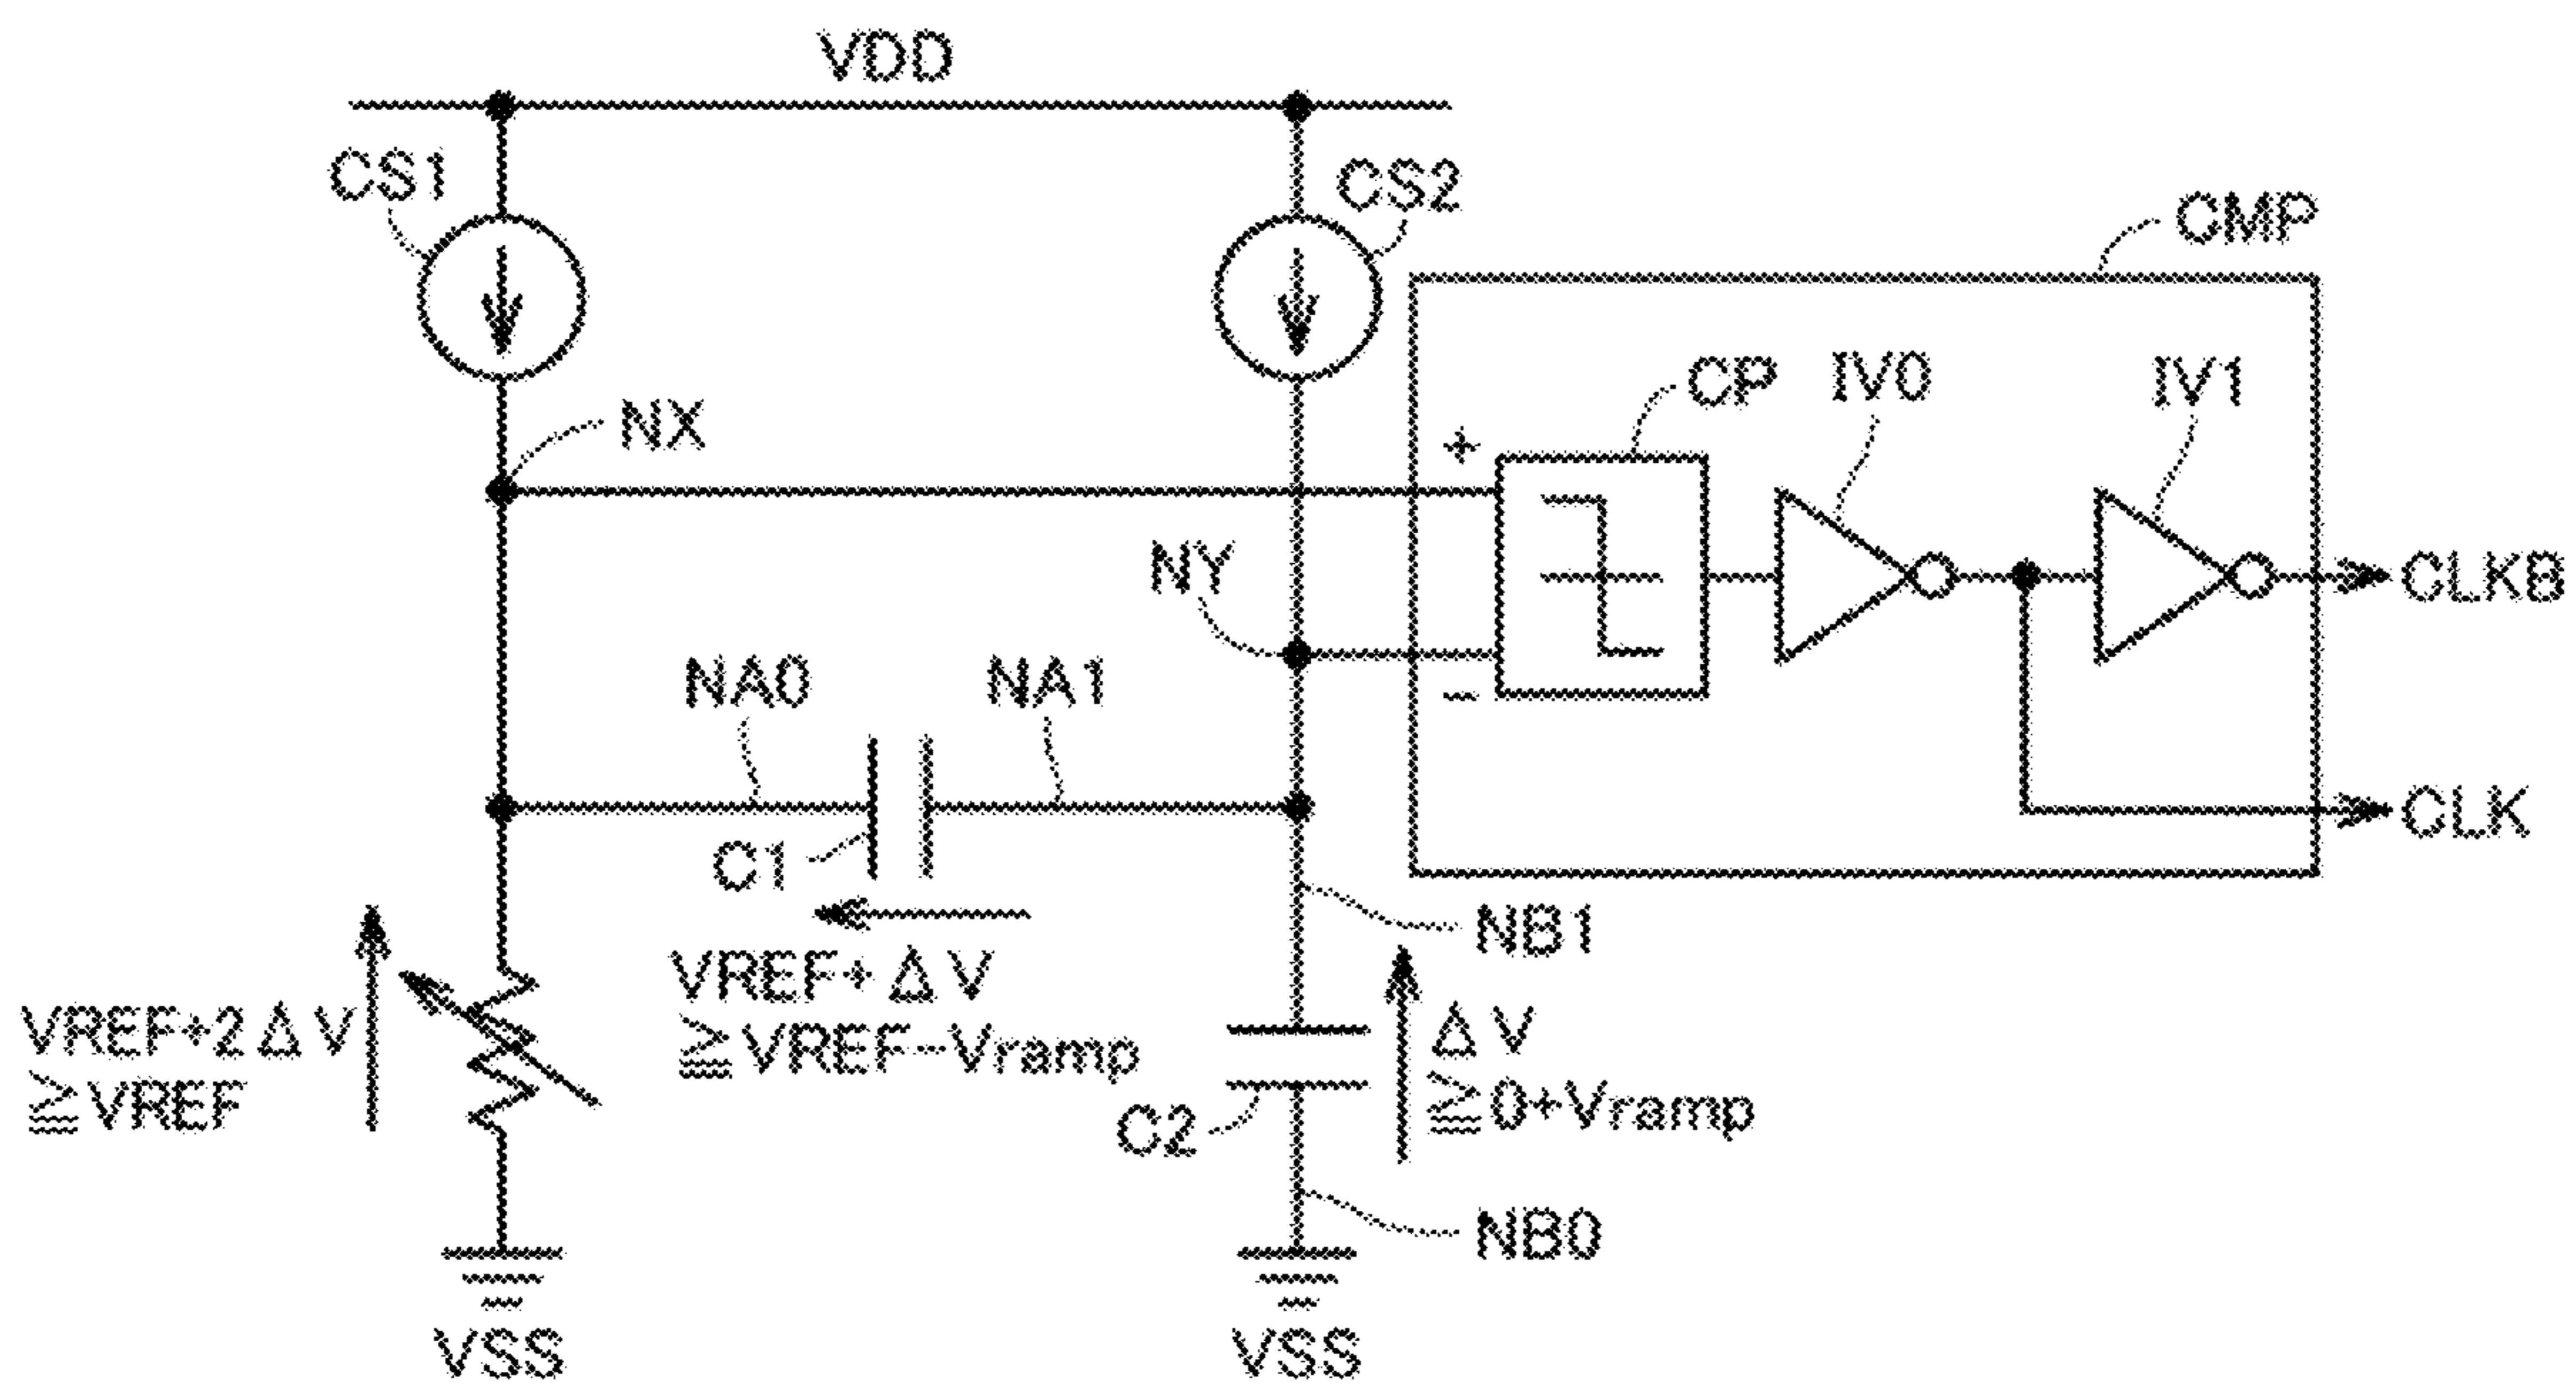 VDD
CS1
CS2
CMP
CP
IV0
IV1
NX
+
NY
CLKB
NA0
NA1
−
CLK
C1
NB1
VREF+ΔV
≧VREF−Vramp
VREF+2ΔV
≧VREF
ΔV
≧0+Vramp
C2
NB0
VSS
VSS